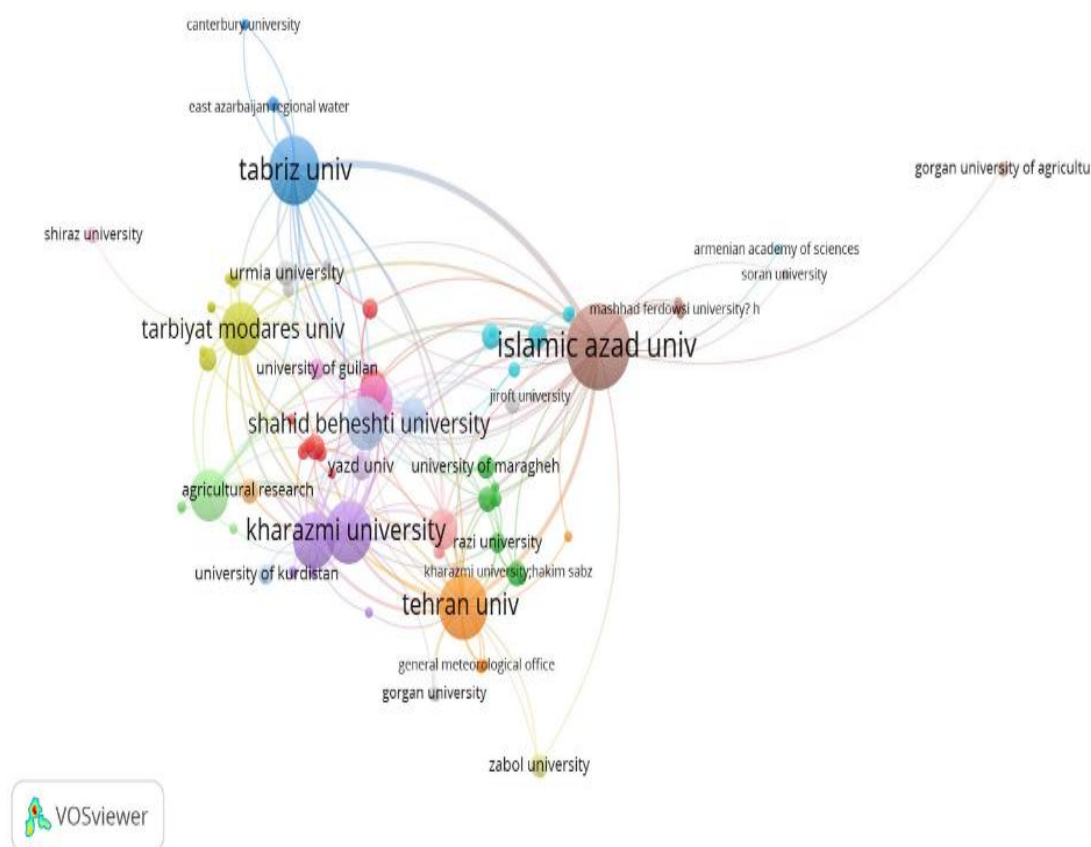 canterbury university
east azarbaijan regional water
tabriz univ
gorgan university of agricultu
shiraz university
armenian academy of sciences
urmia university
soran university
mashhad ferdowsi university? h
tarbiyat modares univ
islamic azad univ
university of guilan
jiroft university
shahid beheshti university
yazd univ
university of maragheh
agricultural research
kharazmi university
razi university
university of kurdistan
kharazmi university;hakim sabz
tehran univ
general meteorological office
gorgan university
zabol university
VOSviewer